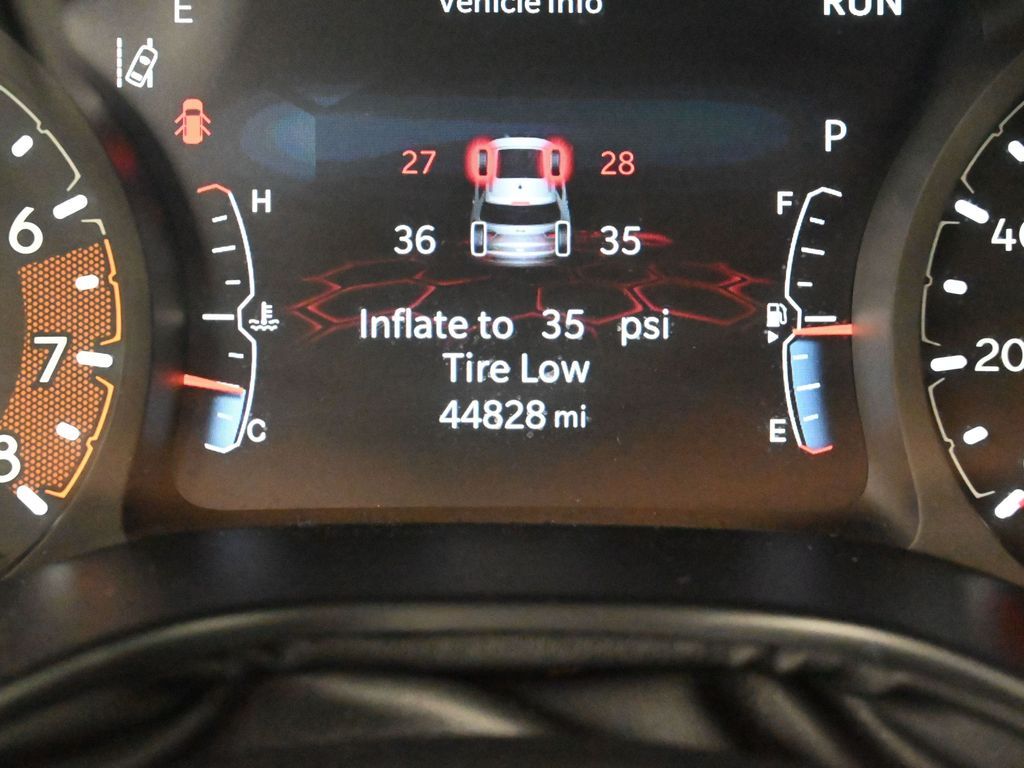 E
Vehicle Info
RUN
P
27 28
H
F
36 35
6
40
Inflate to 35 psi
7
Tire Low
20
44828 mi
C
E
8